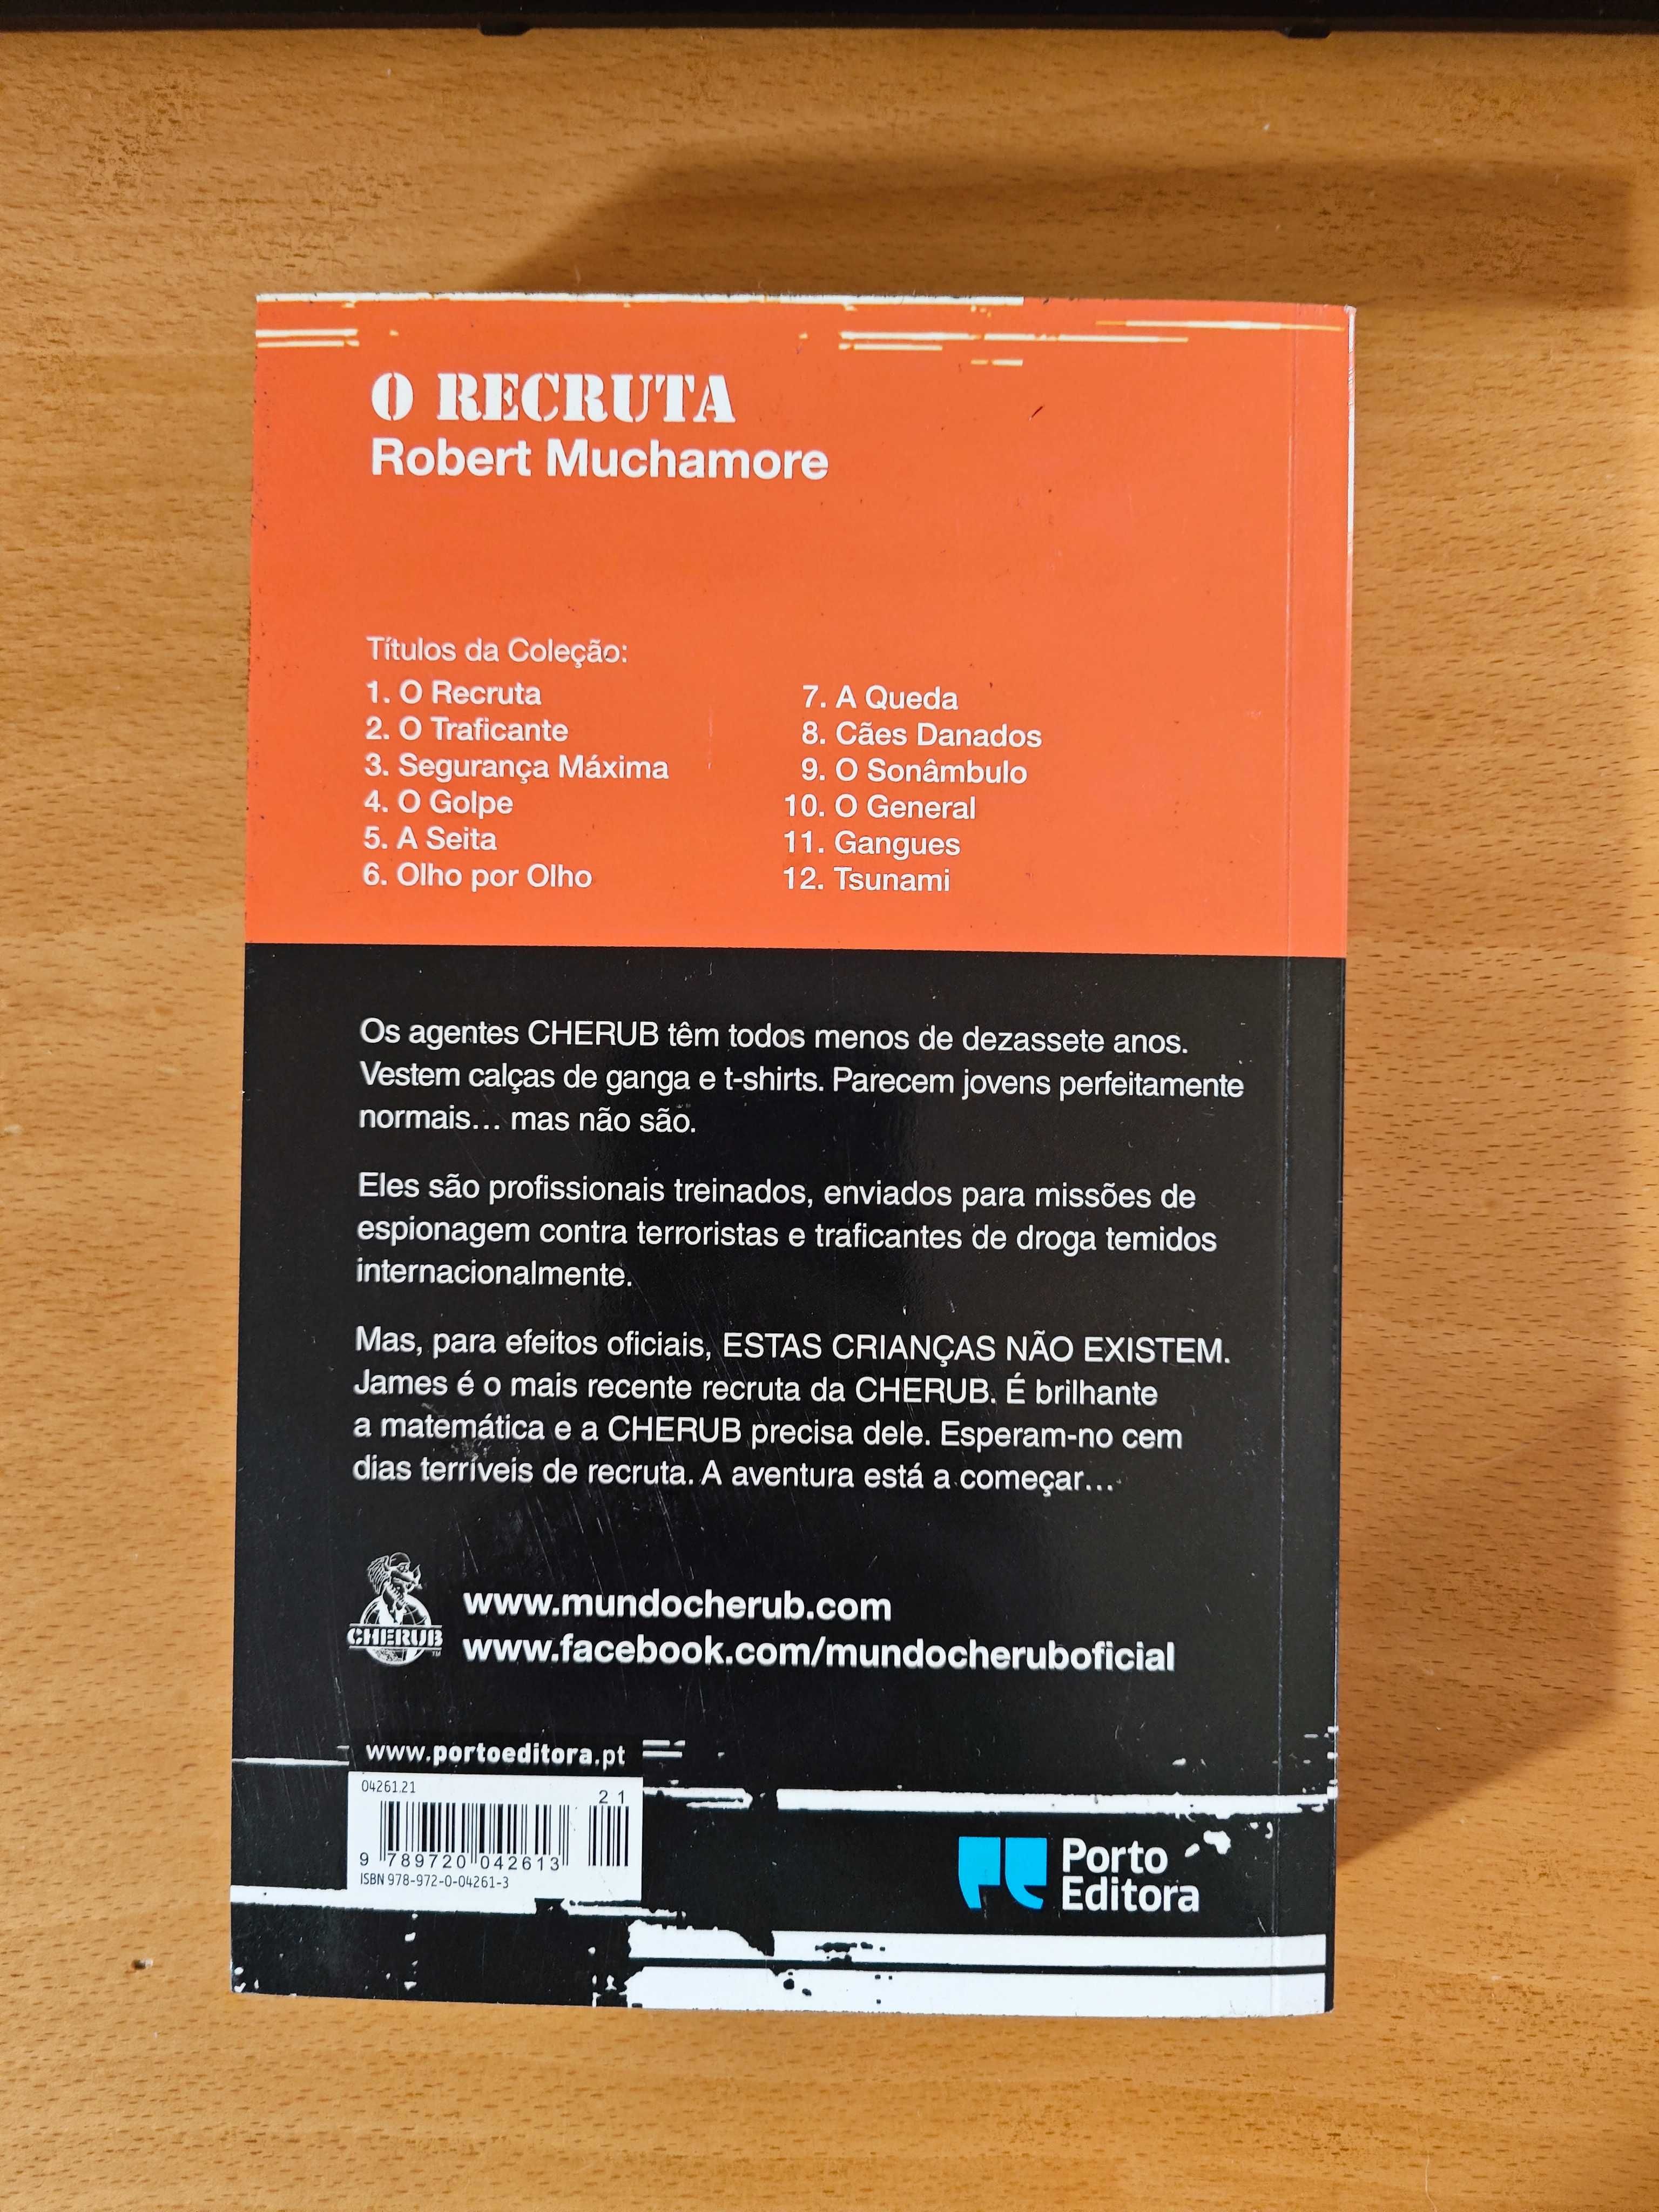 O RECRUTA
Robert Muchamore
Títulos da Coleção:
1. O Recruta
2. O Traficante
3. Segurança Máxima
4. O Golpe
5. A Seita
6. Olho por Olho
7. A Queda
8. Cães Danados
9. O Sonâmbulo
10. O General
11. Gangues
12. Tsunami
Os agentes CHERUB têm todos menos de dezassete anos.
Vestem calças de ganga e t-shirts. Parecem jovens perfeitamente
normais... mas não são.
Eles são profissionais treinados, enviados para missões de
espionagem contra terroristas e traficantes de droga temidos
internacionalmente.
Mas, para efeitos oficiais, ESTAS CRIANÇAS NÃO EXISTEM.
James é o mais recente recruta da CHERUB. É brilhante
a matemática e a CHERUB precisa dele. Esperam-no cem
dias terríveis de recruta. A aventura está a começar...
CHERUB
TM
www.mundocherub.com
www.facebook.com/mundocheruboficial
www.portoeditora.pt
04261.21
2 1
9 789720 042613
ISBN 978-972-0-04261-3
Porto
Editora